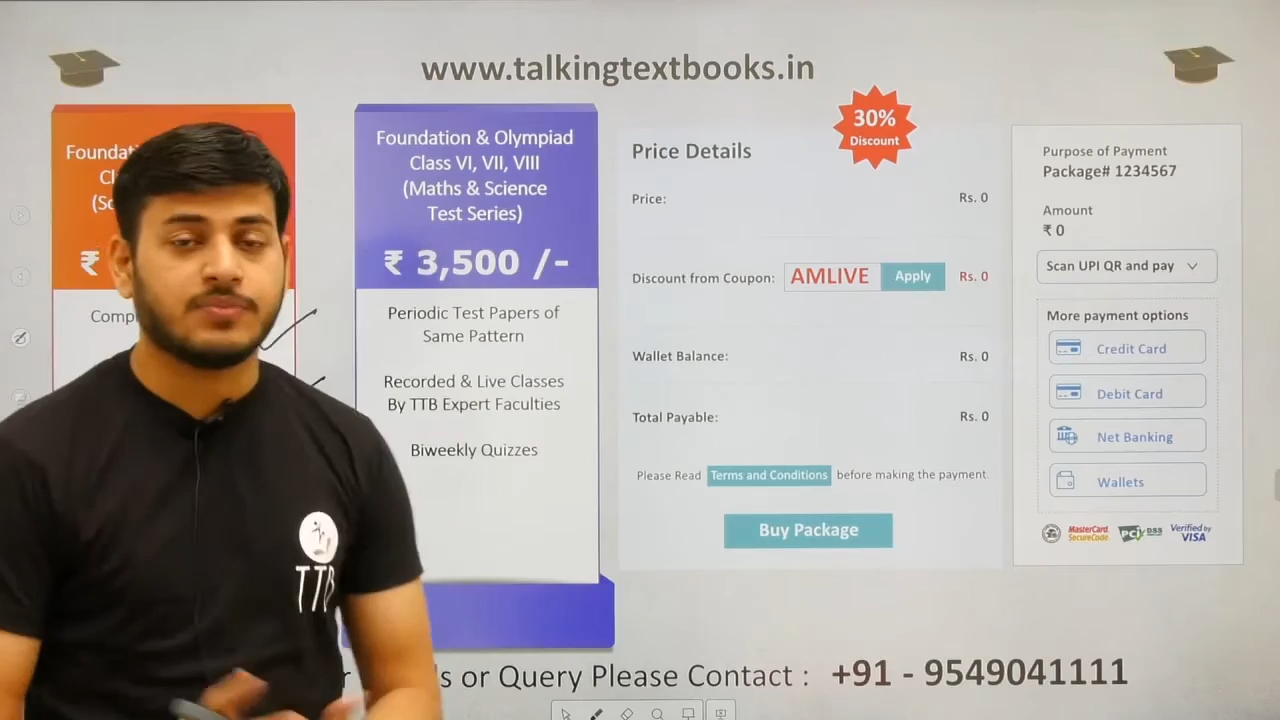 www.talkingtextbooks.in
₹
Foundation & Olympiad
Class VI, VII, VIII
(Maths & Science
Test Series)
₹ 3,500 /-
Periodic Test Papers of
Same Pattern
Recorded & Live Classes
By TTB Expert Faculties
Biweekly Quizzes
30%
Discount
Price Details
Price: Rs. 0
Discount from Coupon: AMLIVE Apply Rs. 0
Wallet Balance: Rs. 0
Total Payable: Rs. 0
Please Read Terms and Conditions before making the payment.
Buy Package
Purpose of Payment
Package# 1234567
Amount
₹ 0
Scan UPI QR and pay
More payment options
Credit Card
Debit Card
Net Banking
Wallets
MasterCard.
SecureCode.
PCI DSS
Verified by
VISA
or Query Please Contact : +91 - 9549041111